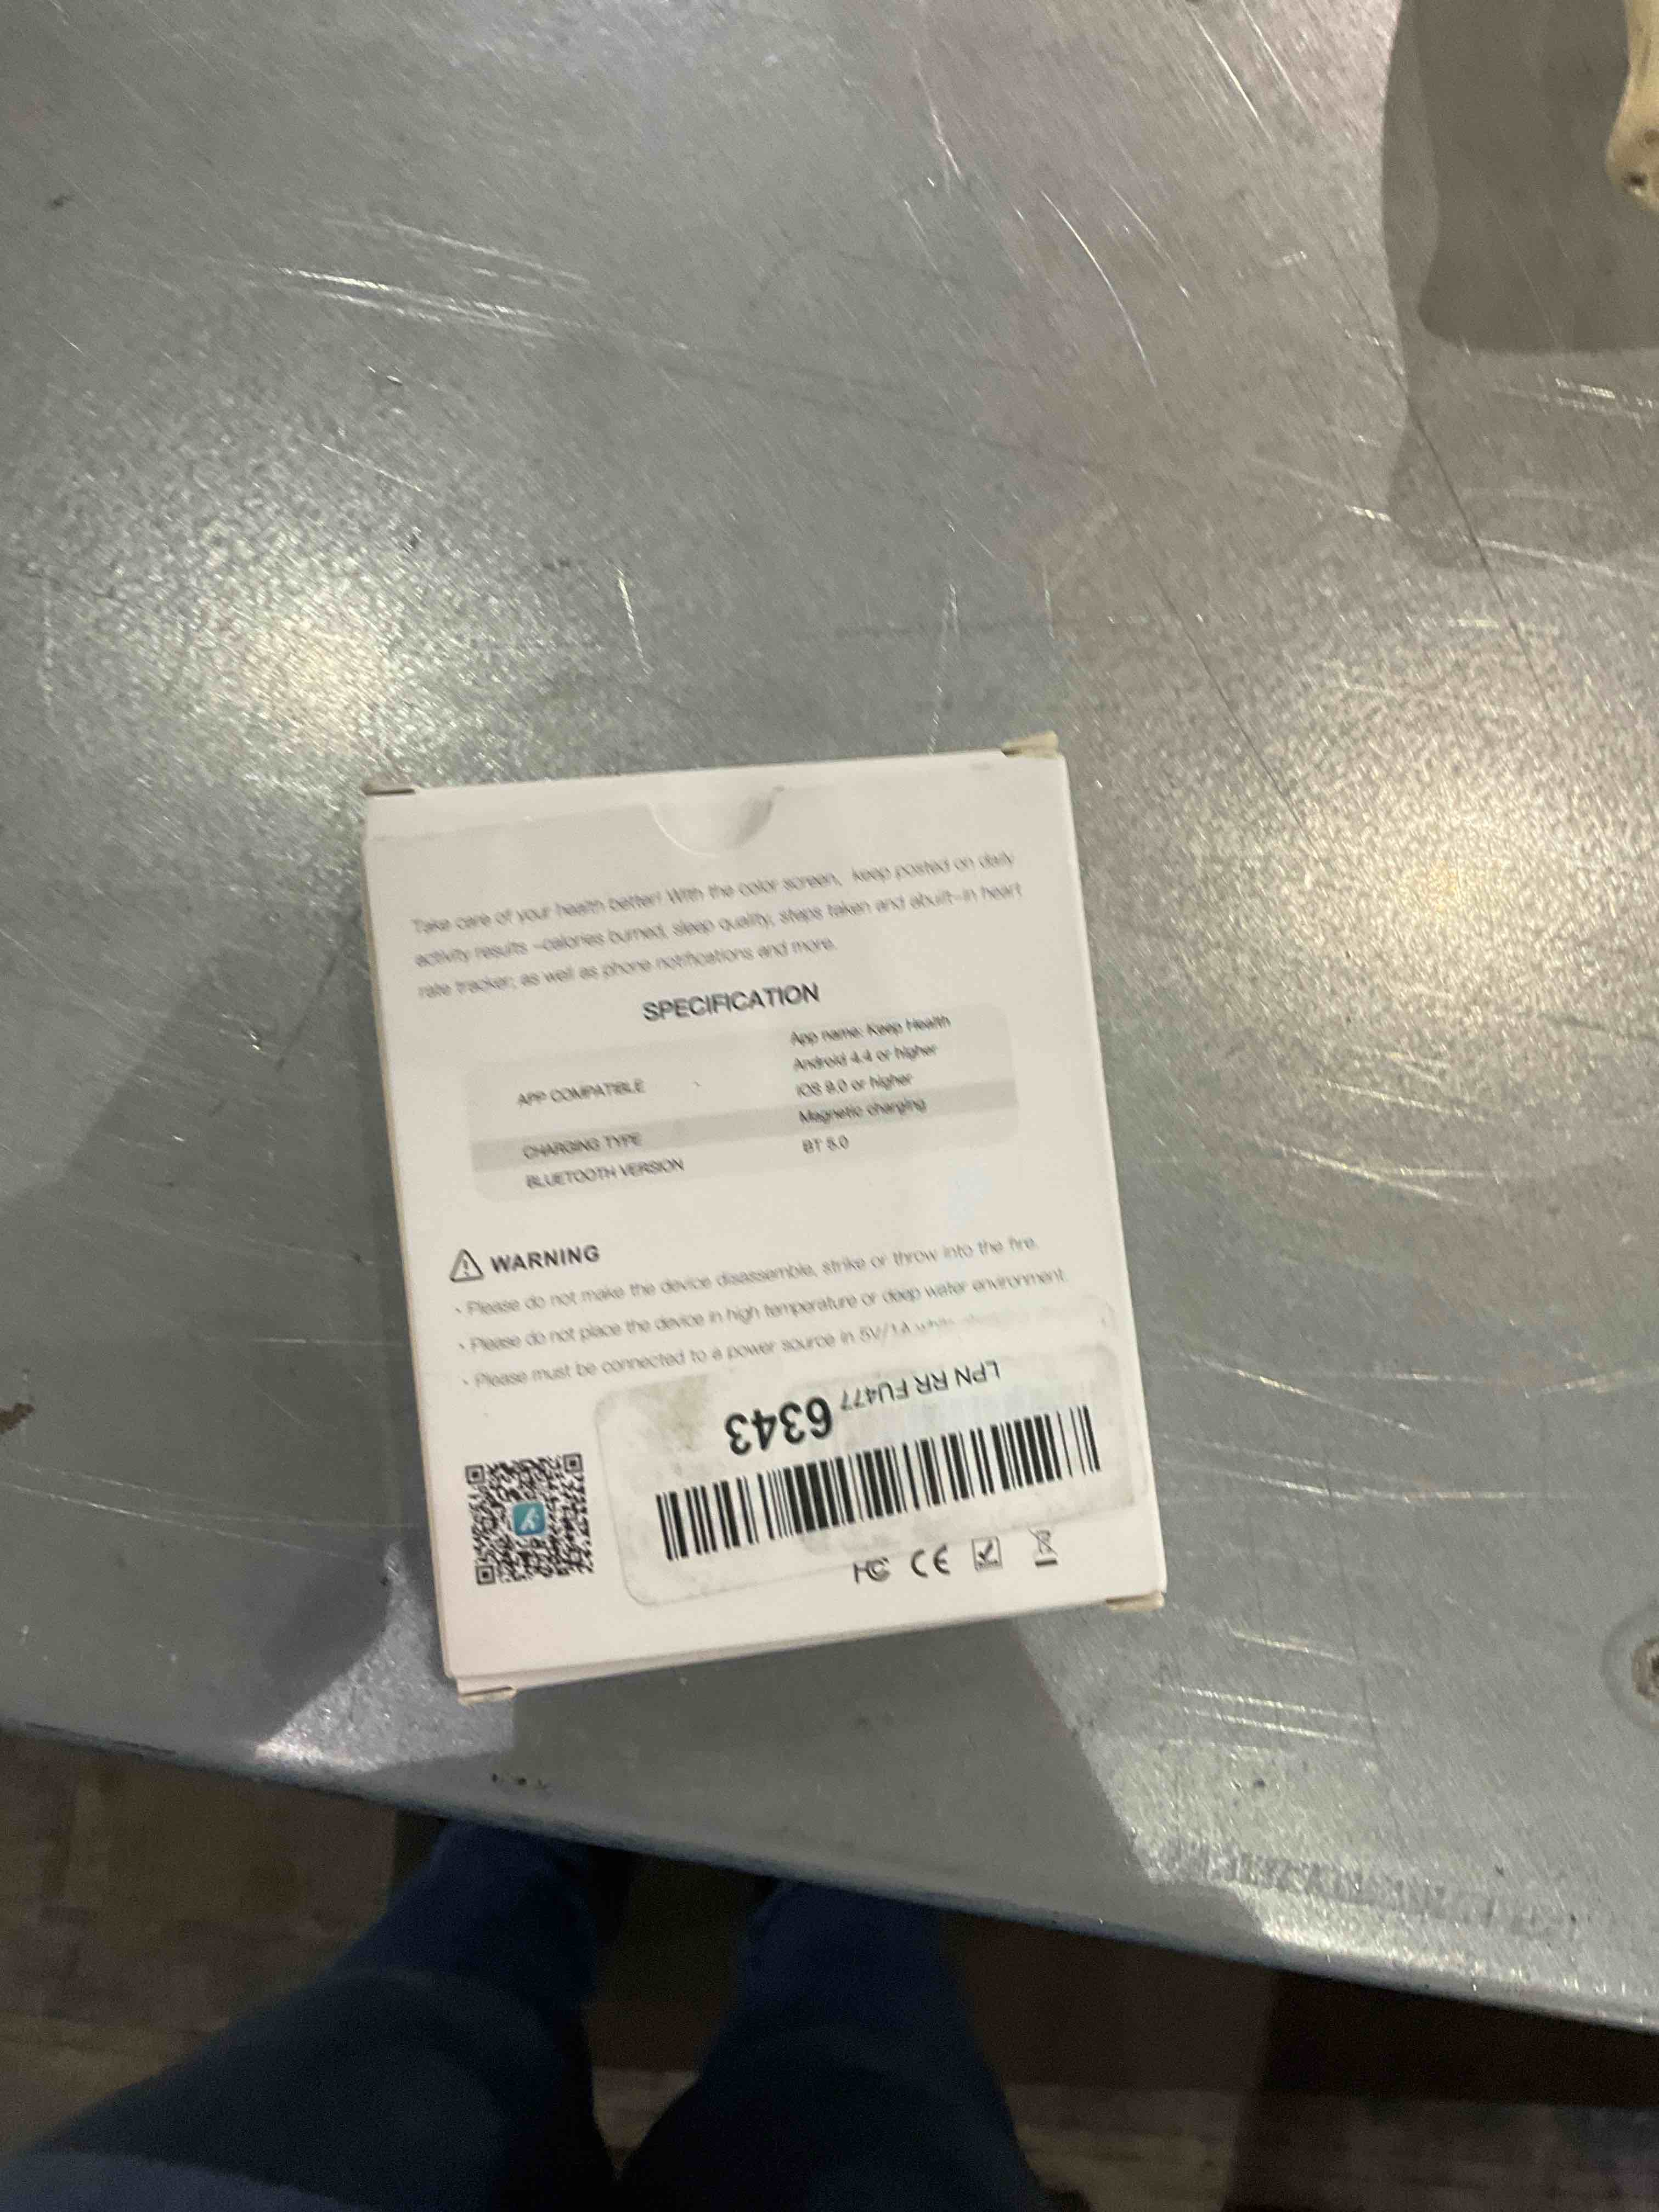 Take care of your health better! With the color screen, keep posted on daily
activity results -calories burned, sleep quality, steps taken and abuilt-in heart
rate tracker; as well as phone notifications and more.
SPECIFICATION
APP COMPATIBLE
App name: Keep Health
Android 4.4 or higher
iOS 9.0 or higher
CHARGING TYPE
Magnetic charging
BLUETOOTH VERSION
BT 5.0
WARNING
• Please do not make the device disassemble, strike or throw into the fire.
• Please do not place the device in high temperature or deep water environment.
• Please must be connected to a power source in 5V/1A while
LPN RR FU477 6343
CE